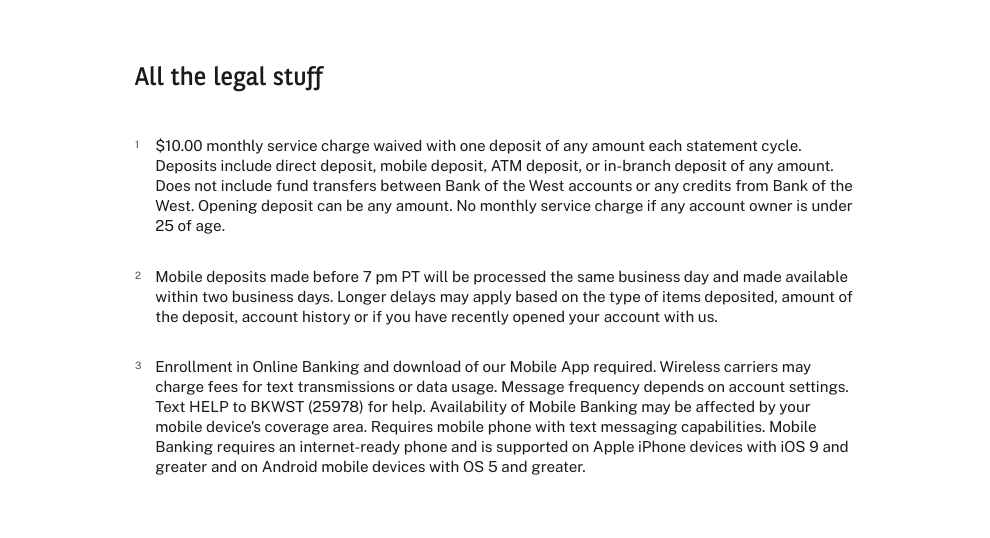 All the legal stuff
1 $10.00 monthly service charge waived with one deposit of any amount each statement cycle.
Deposits include direct deposit, mobile deposit, ATM deposit, or in-branch deposit of any amount.
Does not include fund transfers between Bank of the West accounts or any credits from Bank of the
West. Opening deposit can be any amount. No monthly service charge if any account owner is under
25 of age.
2 Mobile deposits made before 7 pm PT will be processed the same business day and made available
within two business days. Longer delays may apply based on the type of items deposited, amount of
the deposit, account history or if you have recently opened your account with us.
3 Enrollment in Online Banking and download of our Mobile App required. Wireless carriers may
charge fees for text transmissions or data usage. Message frequency depends on account settings.
Text HELP to BKWST (25978) for help. Availability of Mobile Banking may be affected by your
mobile device's coverage area. Requires mobile phone with text messaging capabilities. Mobile
Banking requires an internet-ready phone and is supported on Apple iPhone devices with iOS 9 and
greater and on Android mobile devices with OS 5 and greater.